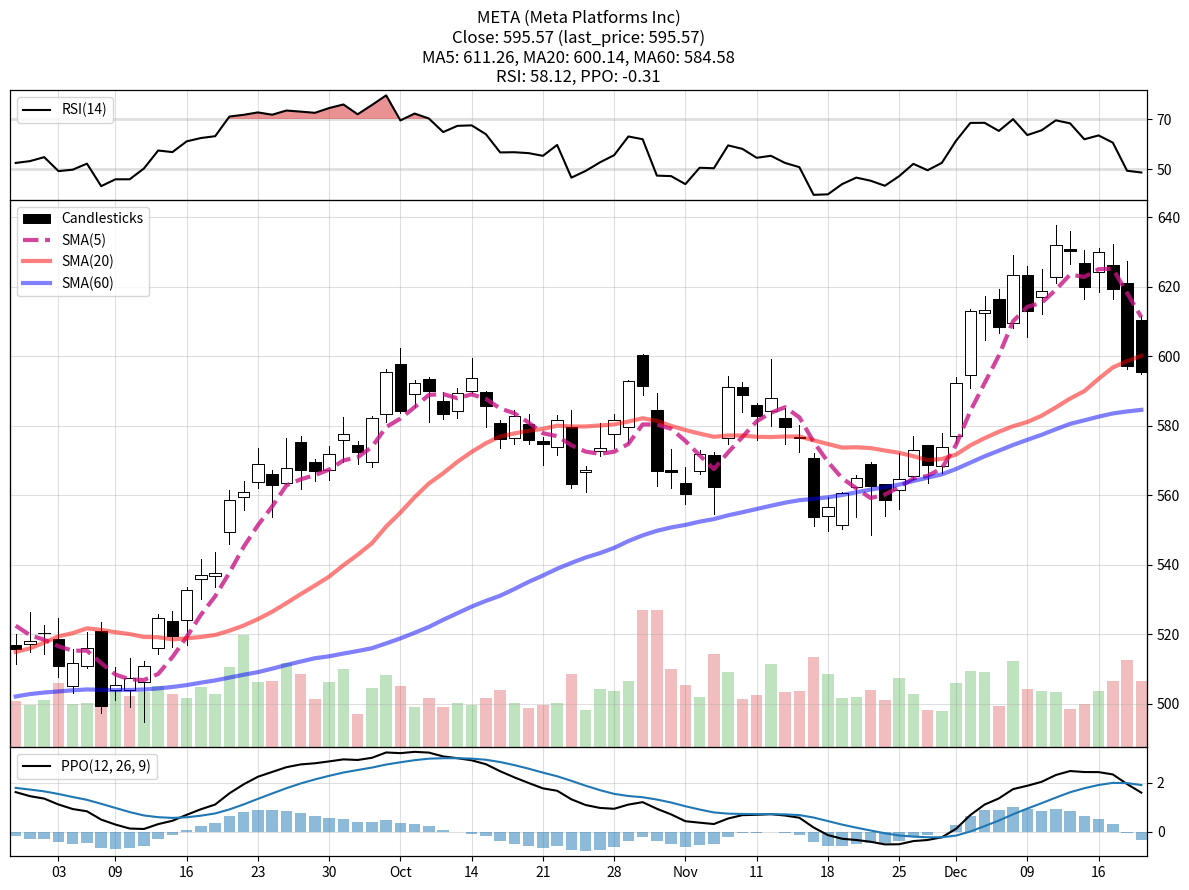 META (Meta Platforms Inc)
Close: 595.57 (last_price: 595.57)
MA5: 611.26, MA20: 600.14, MA60: 584.58
RSI: 58.12, PPO: -0.31
RSI(14)
70
50
Candlesticks
SMA(5)
SMA(20)
SMA(60)
640
620
600
580
560
540
520
500
PPO(12, 26, 9)
2
0
03 09 16 23 30 Oct 14 21 28 Nov 11 18 25 Dec 09 16